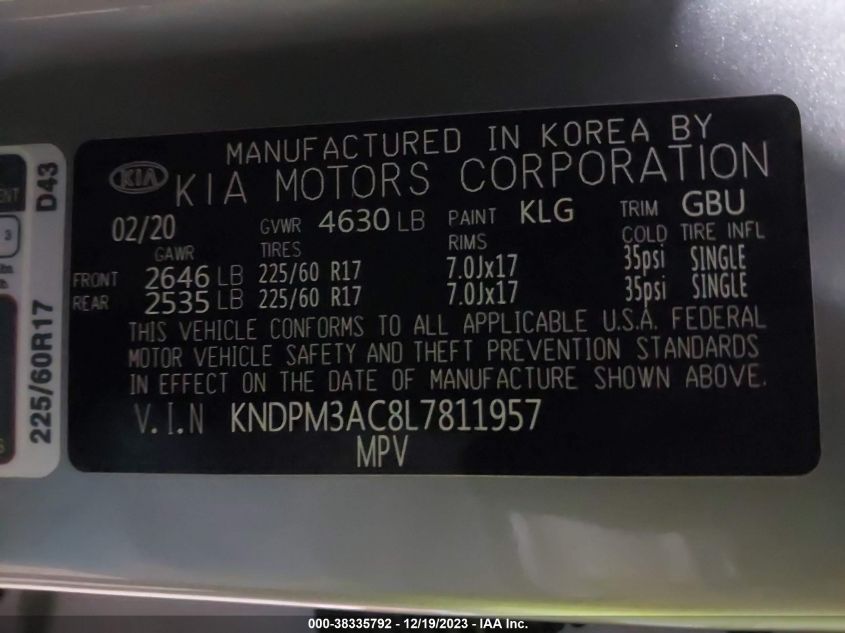 MANUFACTURED IN KOREA BY
KIA KIA MOTORS CORPORATION
02/20 GVWR 4630 LB PAINT KLG TRIM GBU
GAWR TIRES RIMS COLD TIRE INFL
FRONT 2646 LB 225/60 R17 7.0Jx17 35psi SINGLE
REAR 2535 LB 225/60 R17 7.0Jx17 35psi SINGLE
THIS VEHICLE CONFORMS TO ALL APPLICABLE U.S.A. FEDERAL
MOTOR VEHICLE SAFETY AND THEFT PREVENTION STANDARDS
IN EFFECT ON THE DATE OF MANUFACTURE SHOWN ABOVE.
V.I.N KNDPM3AC8L7811957
MPV
225/60R17 D43
3
000-38335792 - 12/19/2023 - IAA Inc.